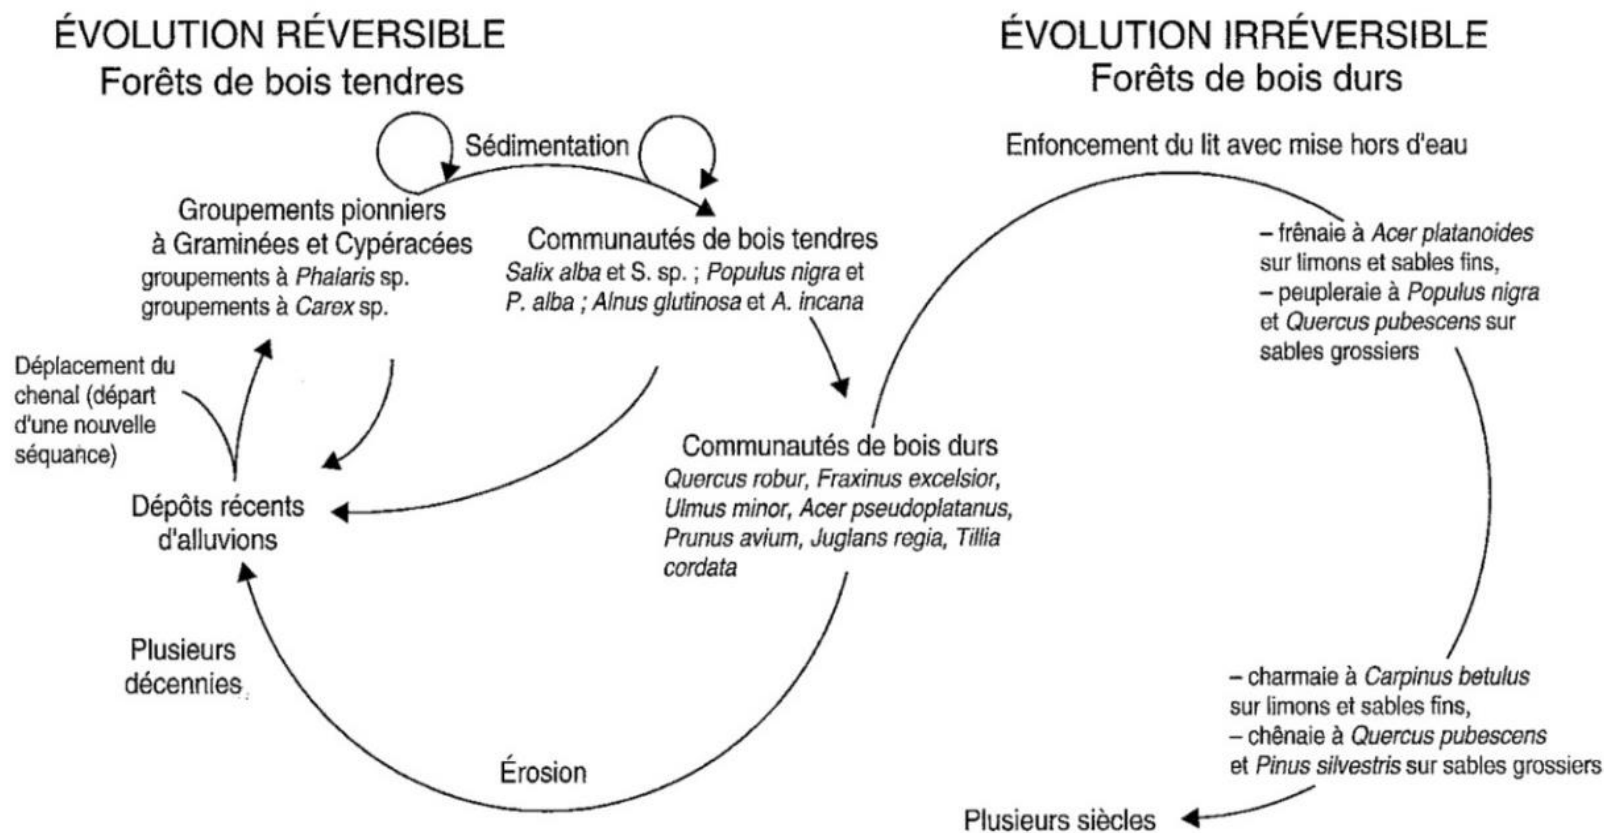 ÉVOLUTION RÉVERSIBLE
Forêts de bois tendres
ÉVOLUTION IRRÉVERSIBLE
Forêts de bois durs
Sédimentation
Enfoncement du lit avec mise hors d'eau
Groupements pionniers
à Graminées et Cypéracées
groupements à Phalaris sp.
groupements à Carex sp.
Communautés de bois tendres
Salix alba et S. sp. ; Populus nigra et
P. alba ; Alnus glutinosa et A. incana
– frênaie à Acer platanoides
sur limons et sables fins,
– peupleraie à Populus nigra
et Quercus pubescens sur
sables grossiers
Déplacement du
chenal (départ
d'une nouvelle
séquance)
Communautés de bois durs
Quercus robur, Fraxinus excelsior,
Ulmus minor, Acer pseudoplatanus,
Prunus avium, Juglans regia, Tillia
cordata
Dépôts récents
d'alluvions
Plusieurs
décennies
Érosion
– charmaie à Carpinus betulus
sur limons et sables fins,
– chênaie à Quercus pubescens
et Pinus silvestris sur sables grossiers
Plusieurs siècles